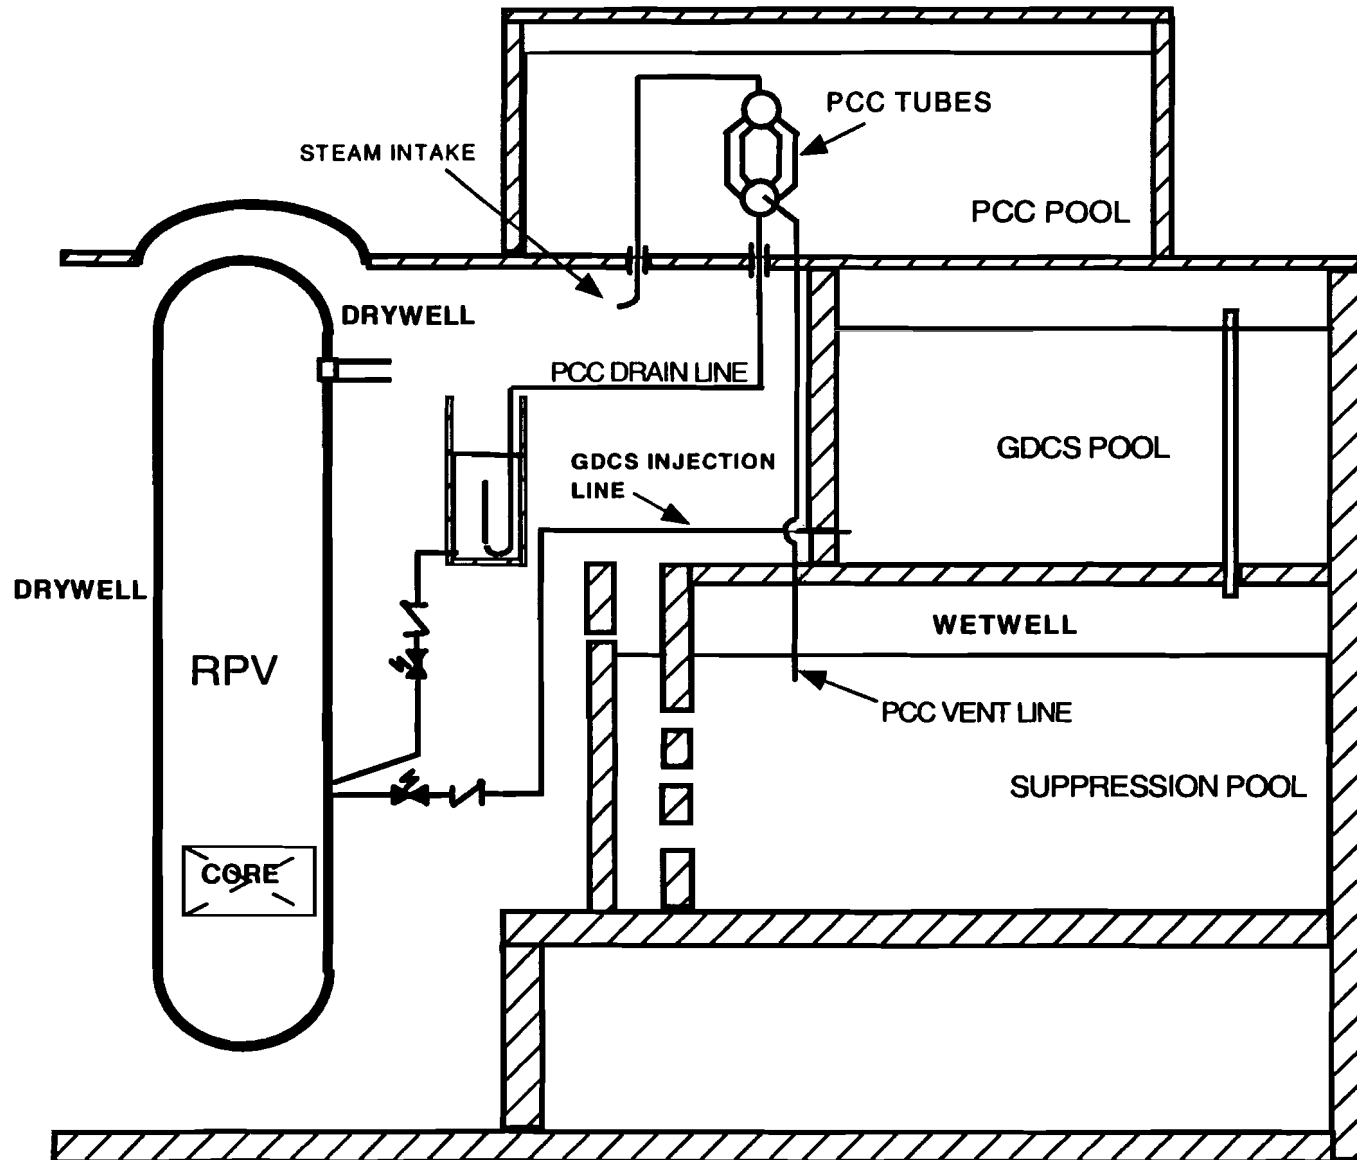 PCC TUBES
STEAM INTAKE
PCC POOL
DRYWELL
PCC DRAIN LINE
GDCS POOL
GDCS INJECTION
LINE
DRYWELL
WETWELL
RPV
PCC VENT LINE
SUPPRESSION POOL
CORE